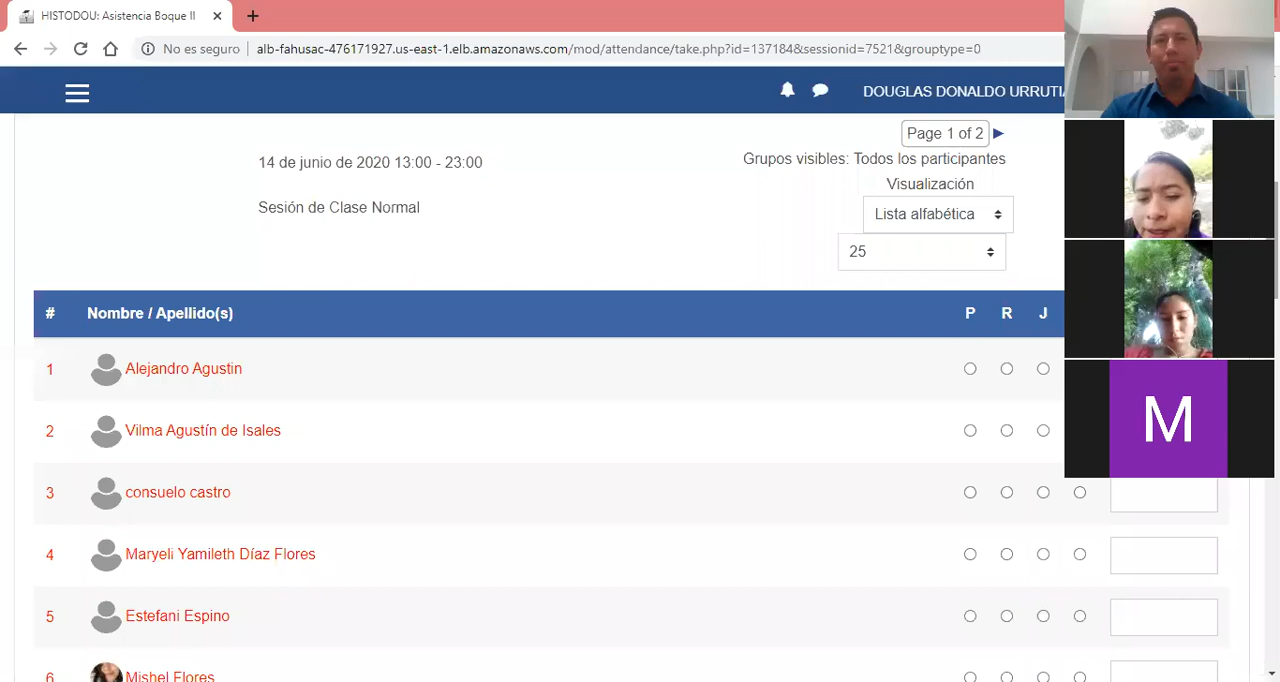 HISTODOU: Asistencia Boque II
No es seguro
alb-fahusac-476171927.us-east-1.elb.amazonaws.com/mod/attendance/take.php?id=137184&sessionid=7521&grouptype=0
DOUGLAS DONALDO URRUTI
Page 1 of 2
14 de junio de 2020 13:00 - 23:00
Grupos visibles: Todos los participantes
Visualización
Sesión de Clase Normal
Lista alfabética
25
# Nombre / Apellido(s) P R J
1 Alejandro Agustin
2 Vilma Agustín de Isales
3 consuelo castro
4 Maryeli Yamileth Díaz Flores
5 Estefani Espino
6 Mishel Flores
M